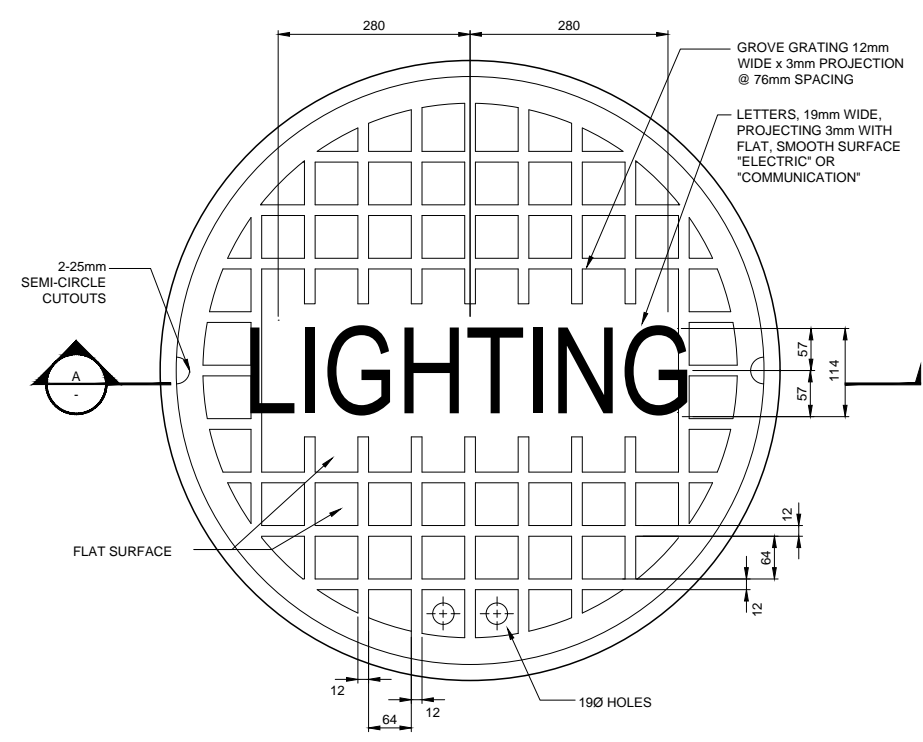 280
280
GROVE GRATING 12mm
WIDE x 3mm PROJECTION
@ 76mm SPACING
LETTERS, 19mm WIDE,
PROJECTING 3mm WITH
FLAT, SMOOTH SURFACE
"ELECTRIC" OR
"COMMUNICATION"
2-25mm
SEMI-CIRCLE
CUTOUTS
A
-
LIGHTING
57
57
114
FLAT SURFACE
12
64
12
12
64
12
19Ø HOLES